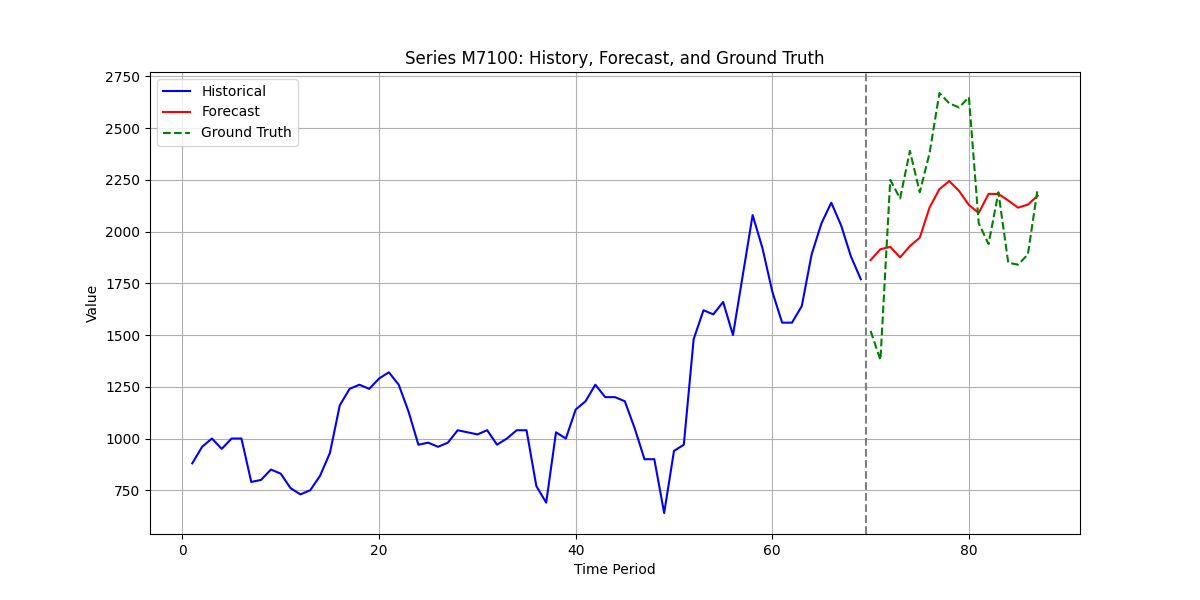 Series M7100: History, Forecast, and Ground Truth
Historical
Forecast
Ground Truth
Value
2750
2500
2250
2000
1750
1500
1250
1000
750
0 20 40 60 80
Time Period